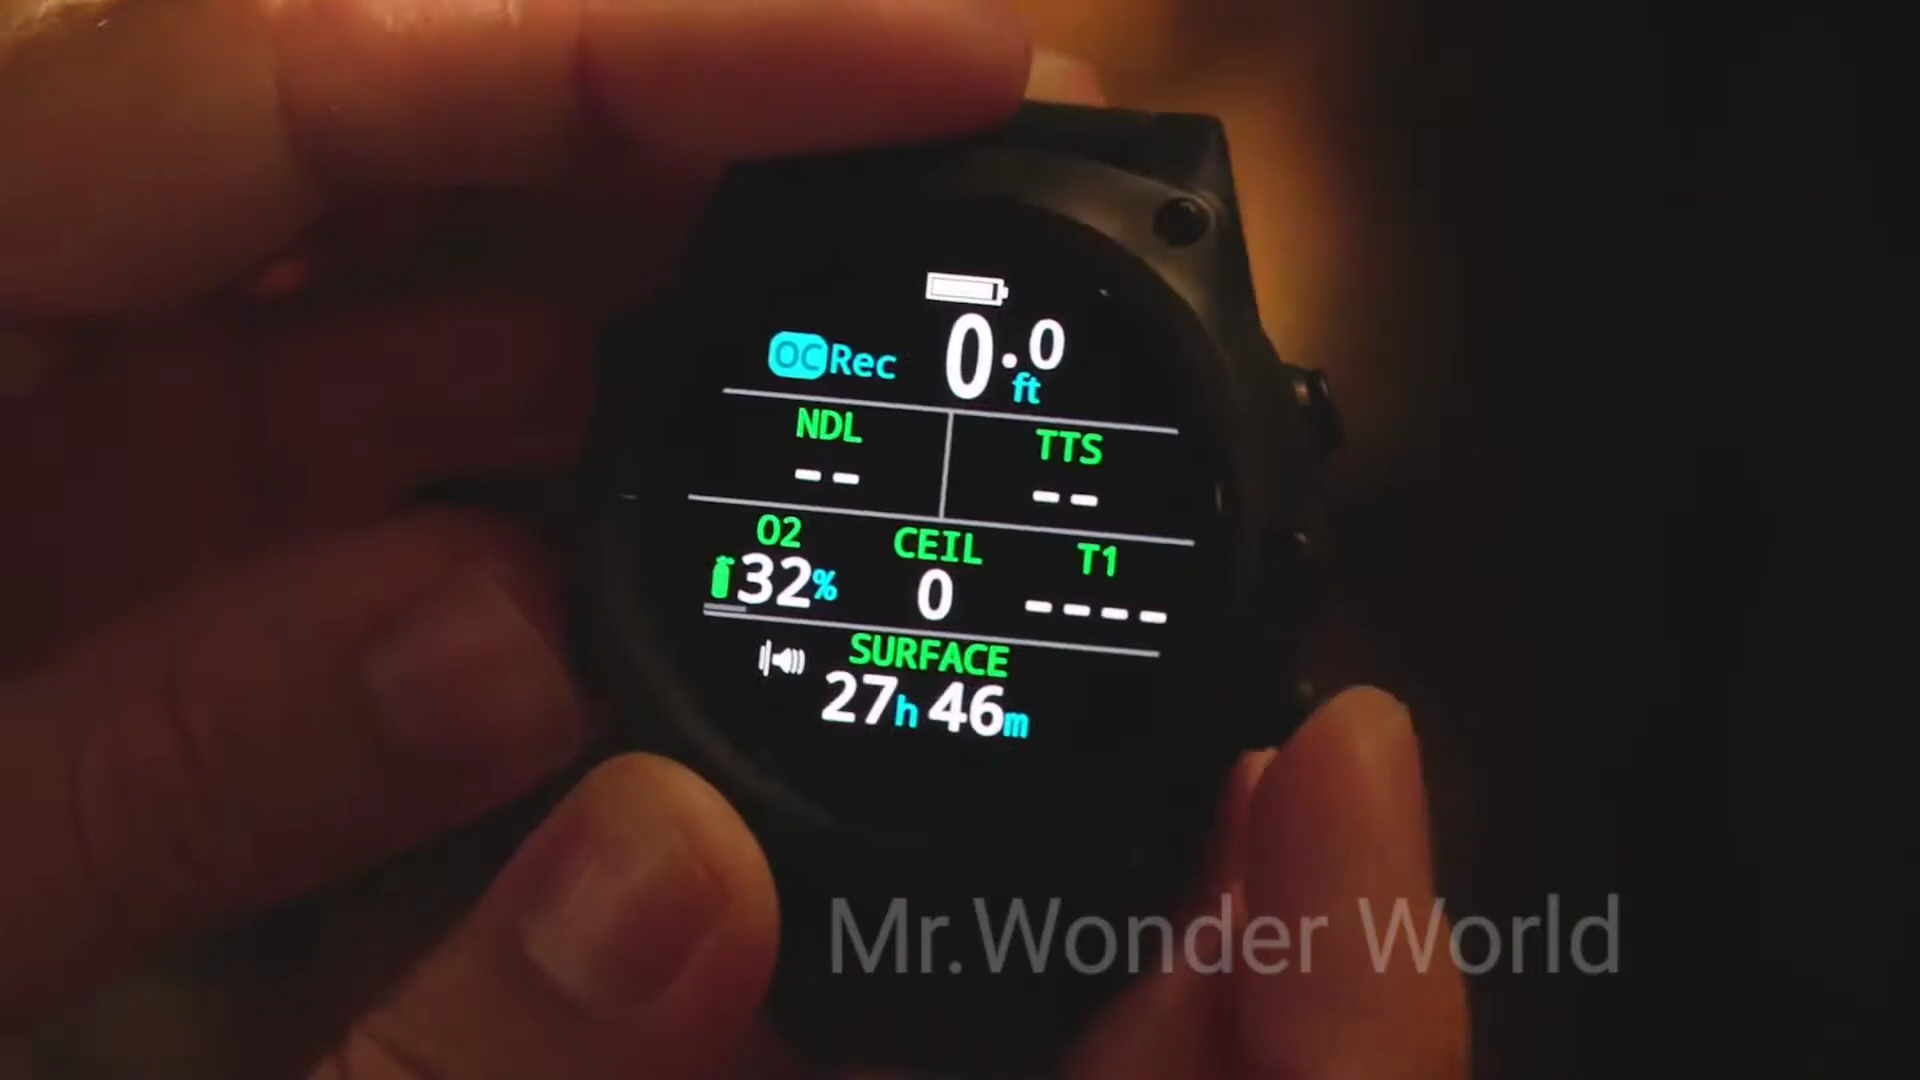 OC Rec 0.0 ft
NDL TTS
-- --
O2 CEIL T1
32% 0 ----
SURFACE
27h 46m
Mr.Wonder World